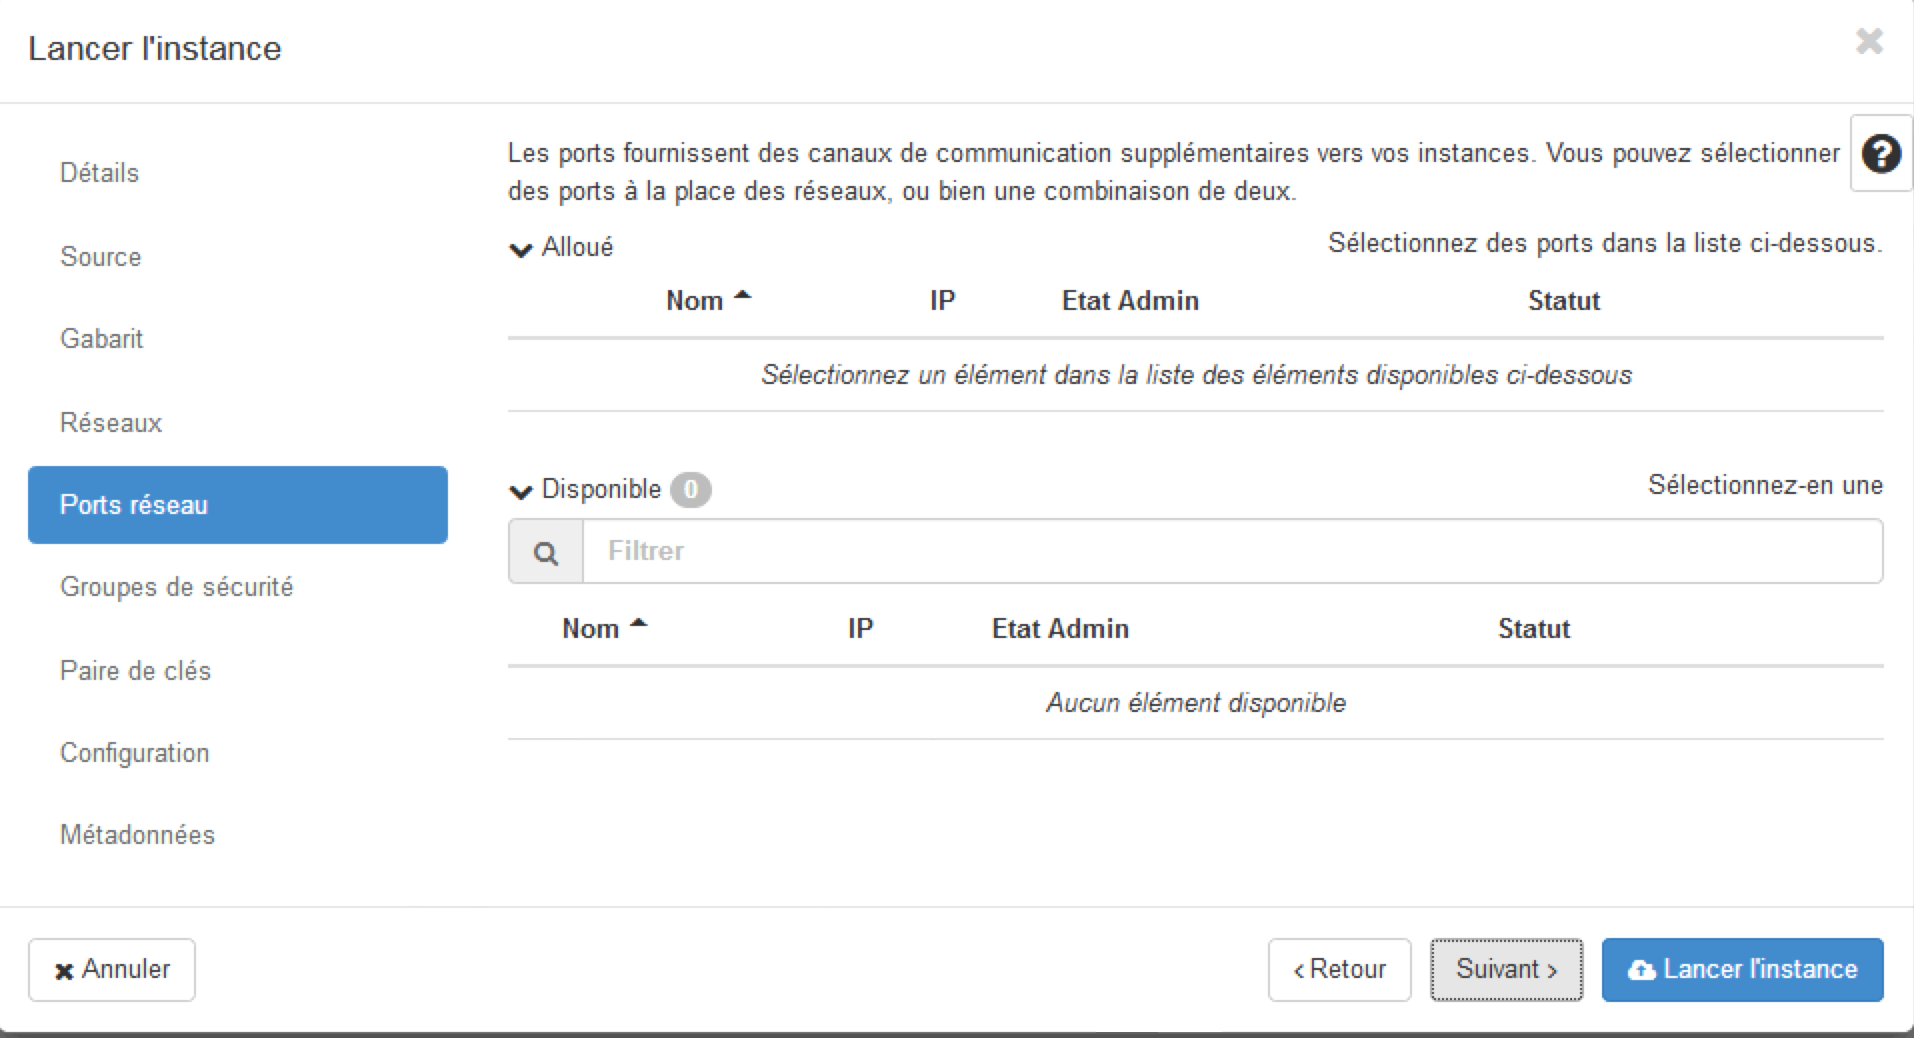 Lancer l'instance
Détails
Source
Gabarit
Réseaux
Ports réseau
Groupes de sécurité
Paire de clés
Configuration
Métadonnées
Les ports fournissent des canaux de communication supplémentaires vers vos instances. Vous pouvez sélectionner
des ports à la place des réseaux, ou bien une combinaison de deux.
Alloué
Sélectionnez des ports dans la liste ci-dessous.
Nom IP Etat Admin Statut
Sélectionnez un élément dans la liste des éléments disponibles ci-dessous
Disponible 0
Sélectionnez-en une
Filtrer
Nom IP Etat Admin Statut
Aucun élément disponible
Annuler
‹ Retour
Suivant ›
Lancer l'instance